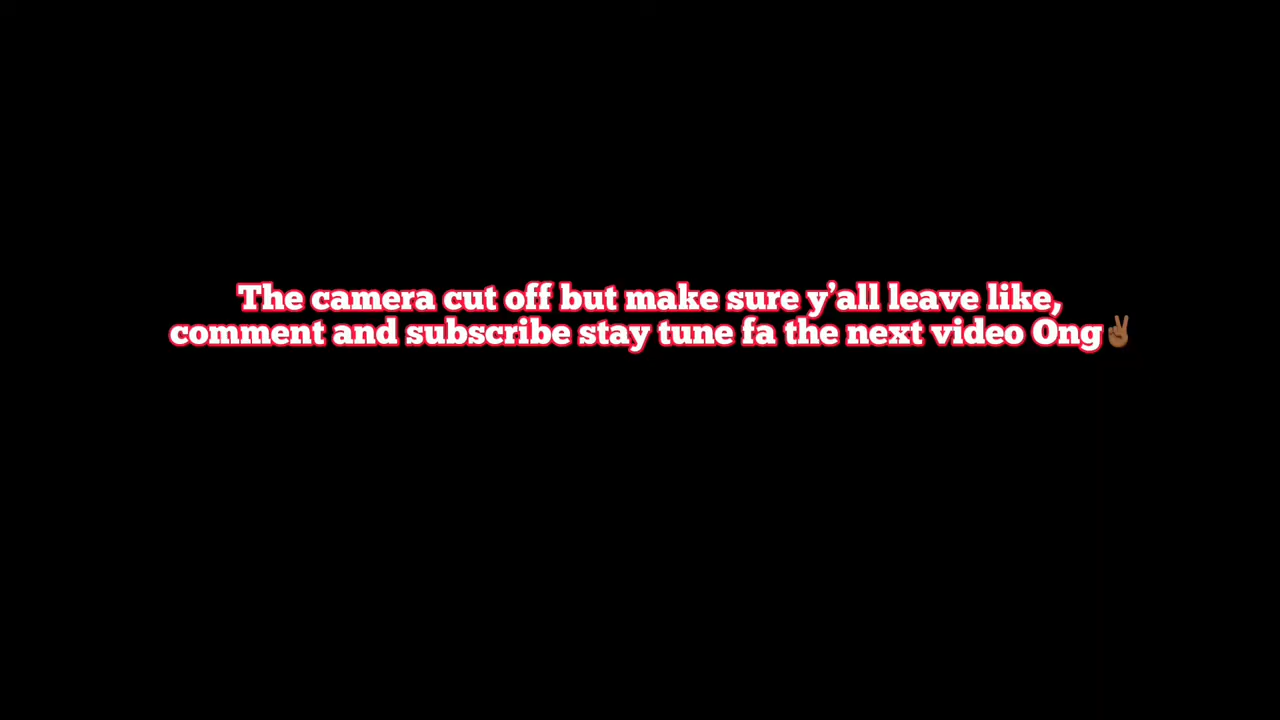 The camera cut off but make sure y’all leave like,
comment and subscribe stay tune fa the next video Ong✌🏾